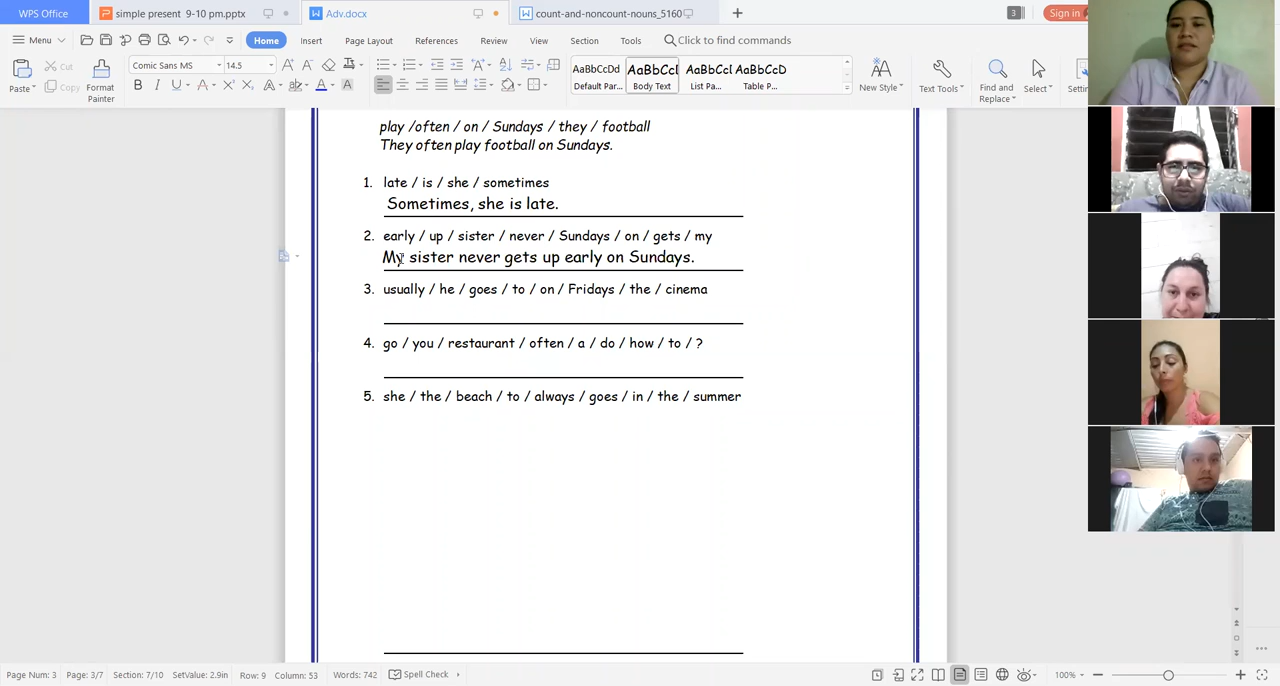 WPS Office simple present 9-10 pm.pptx Adv.docx count-and-noncount-nouns_5160 + 3 Sign in
Menu Home Insert Page Layout References Review View Section Tools Click to find commands
Paste Cut Copy Format Painter Comic Sans MS 14.5 AaBbCcDd Default Par... AaBbCcI Body Text AaBbCcI List Pa... AaBbCcD Table P... New Style Text Tools Find and Replace Select
play /often / on / Sundays / they / football
They often play football on Sundays.
1. late / is / she / sometimes
Sometimes, she is late.
2. early / up / sister / never / Sundays / on / gets / my
My sister never gets up early on Sundays.
3. usually / he / goes / to / on / Fridays / the / cinema
4. go / you / restaurant / often / a / do / how / to / ?
5. she / the / beach / to / always / goes / in / the / summer
Page Num: 3 Page: 3/7 Section: 7/10 SetValue: 2.9in Row: 9 Column: 53 Words: 742 Spell Check 100%